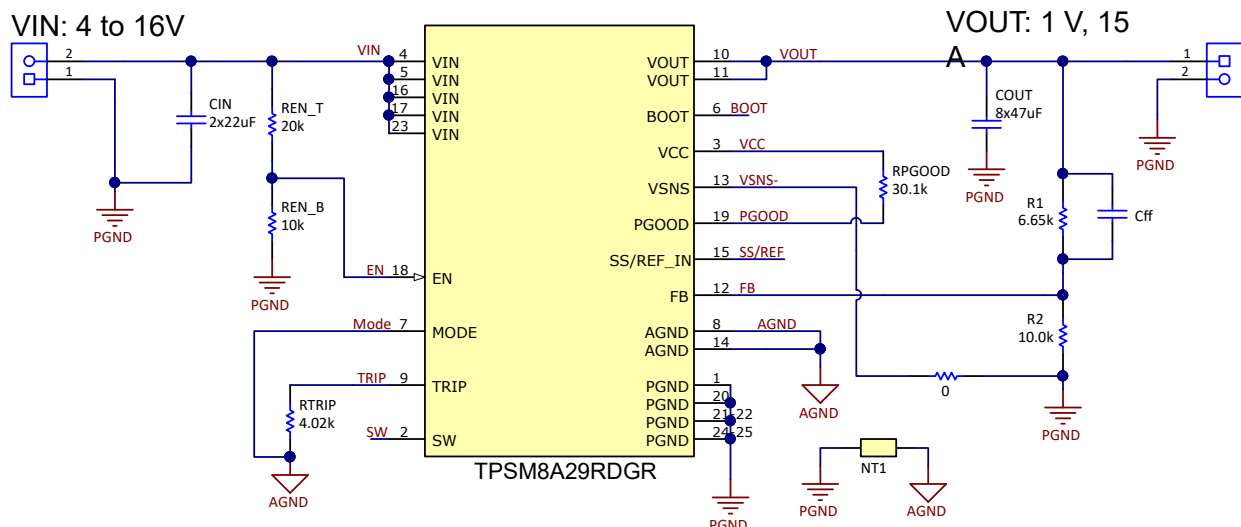 VIN: 4 to 16V
VOUT: 1 V, 15
A
2
1
VIN
CIN
2x22uF
REN_T
20k
REN_B
10k
PGND
PGND
4 VIN
5 VIN
16 VIN
17 VIN
23 VIN
EN 18 EN
Mode 7 MODE
TRIP 9 TRIP
RTRIP
4.02k
SW 2 SW
AGND
VOUT 10 VOUT
VOUT 11
BOOT 6 BOOT
VCC 3 VCC
VSNS 13 VSNS-
PGOOD 19 PGOOD
SS/REF_IN 15 SS/REF
FB 12 FB
AGND 8 AGND
AGND 14
PGND 1
PGND 20
PGND 21-22
PGND 24-25
TPSM8A29RDGR
RPGOOD
30.1k
COUT
8x47uF
PGND
1
2
PGND
R1
6.65k
Cff
R2
10.0k
0
PGND
AGND
NT1
PGND
AGND
PGND